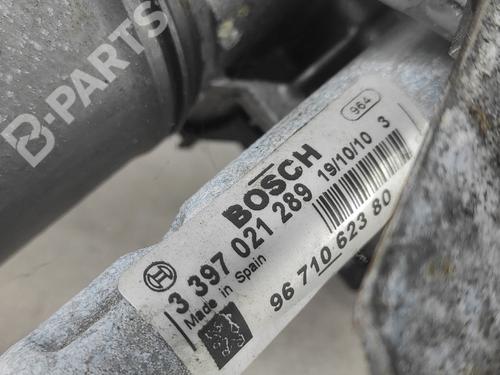 B-PARTS
964
BOSCH
19/10/10 3
3 397 021 289
Made in Spain
96 710 623 80